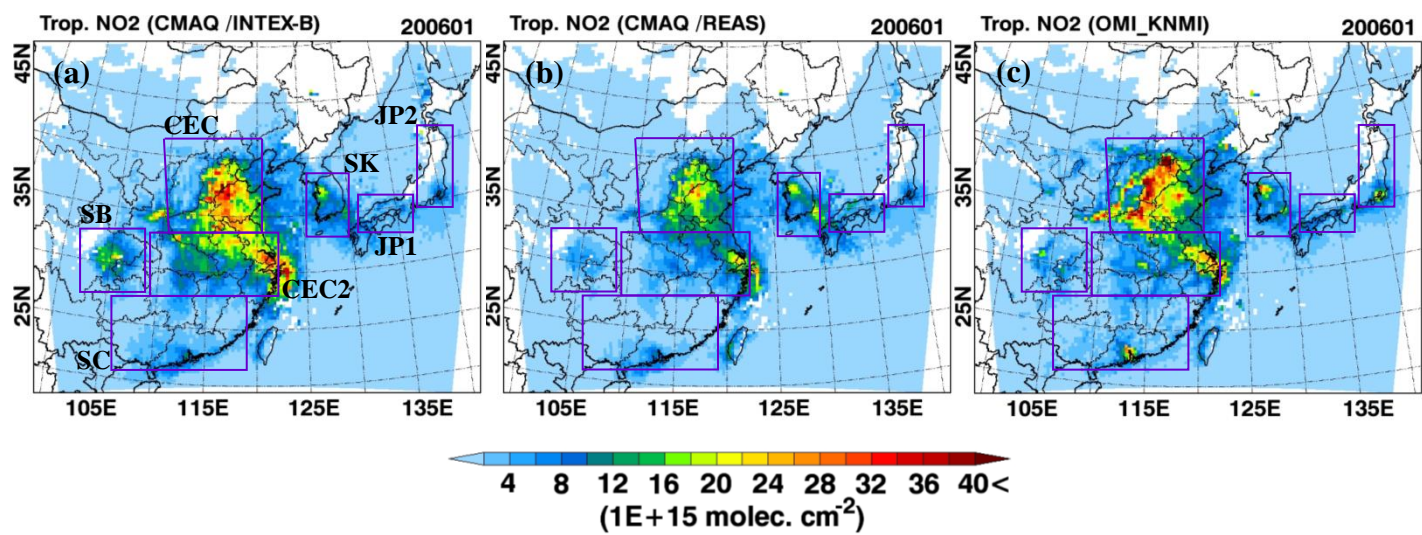 Trop. NO2 (CMAQ /INTEX-B) 200601
Trop. NO2 (CMAQ /REAS) 200601
Trop. NO2 (OMI_KNMI) 200601
(a)
(b)
(c)
45N
35N
25N
45N
35N
25N
45N
35N
25N
CEC
JP2
SK
SB
JP1
CEC2
SC
105E 115E 125E 135E
105E 115E 125E 135E
105E 115E 125E 135E
4 8 12 16 20 24 28 32 36 40<
(1E+15 molec. cm⁻²)